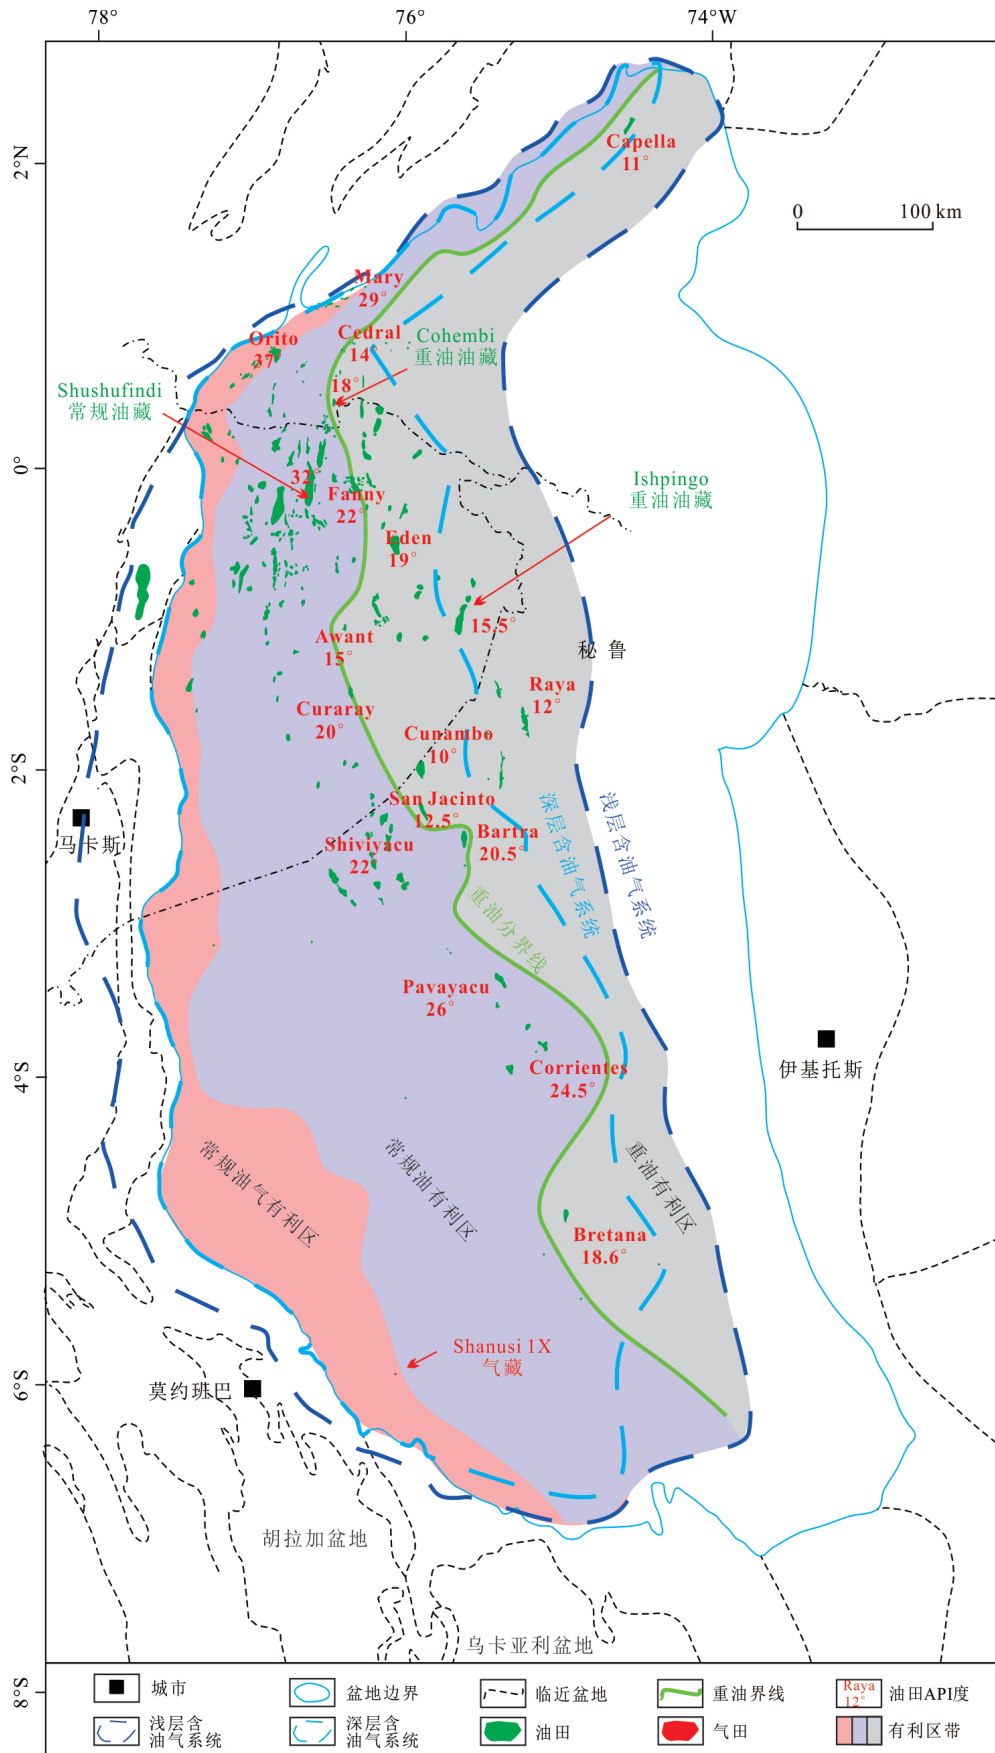 78°
76°
74°W
2°N
0°
2°S
4°S
6°S
8°S
0
100 km
Capella
11°
Mary
29°
Orito
37°
Cedral
14°
Cohembi
重油油藏
18°
Shushufindi
常规油藏
32°
Fanny
22°
Ishpingo
重油油藏
Eden
19°
15.5°
Awant
15°
秘鲁
Raya
12°
Curaray
20°
Cunambo
10°
San Jacinto
12.5°
Bartra
20.5°
Shiviyacu
22°
马卡斯
深层含油气系统
浅层含油气系统
重油分界线
Pavayacu
26°
Corrientes
24.5°
伊基托斯
常规油气有利区
常规油有利区
重油有利区
Bretana
18.6°
Shanusi 1X
气藏
莫约班巴
胡拉加盆地
乌卡亚利盆地
城市
盆地边界
临近盆地
重油界线
Raya
12°
油田API度
浅层含
油气系统
深层含
油气系统
油田
气田
有利区带